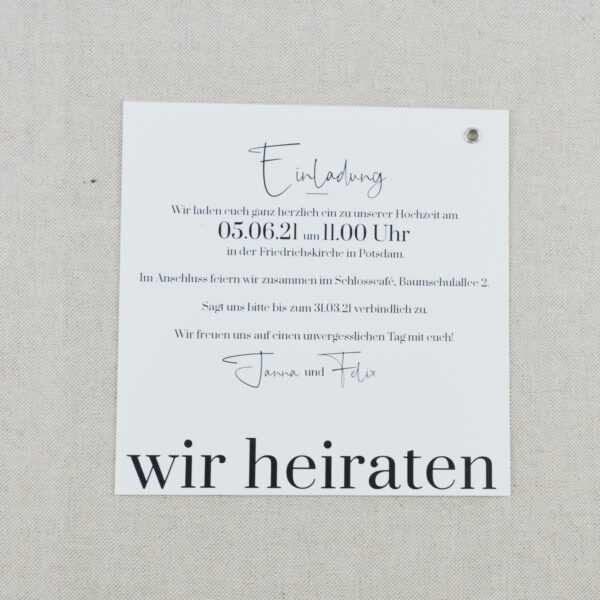 Einladung
Wir laden euch ganz herzlich ein zu unserer Hochzeit am
05.06.21 um 11.00 Uhr
in der Friedrichskirche in Potsdam.
Im Anschluss feiern wir zusammen im Schlosscafé, Baumschulallee 2.
Sagt uns bitte bis zum 31.03.21 verbindlich zu.
Wir freuen uns auf einen unvergesslichen Tag mit euch!
Janna und Felix
wir heiraten